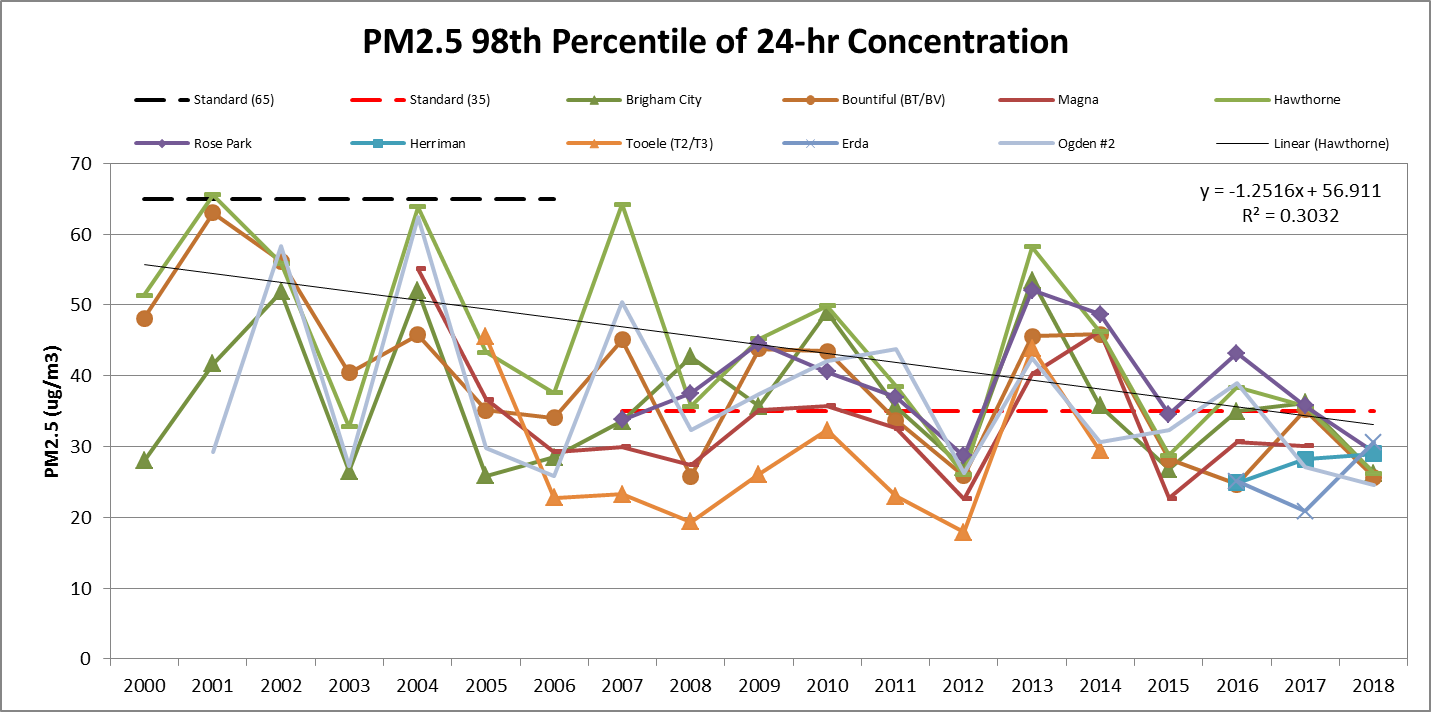 PM2.5 98th Percentile of 24-hr Concentration
Standard (65) Standard (35) Brigham City Bountiful (BT/BV) Magna Hawthorne
Rose Park Herriman Tooele (T2/T3) Erda Ogden #2 Linear (Hawthorne)
70
y = -1.2516x + 56.911
R² = 0.3032
60
50
40
30
20
10
0
PM2.5 (ug/m3)
2000 2001 2002 2003 2004 2005 2006 2007 2008 2009 2010 2011 2012 2013 2014 2015 2016 2017 2018